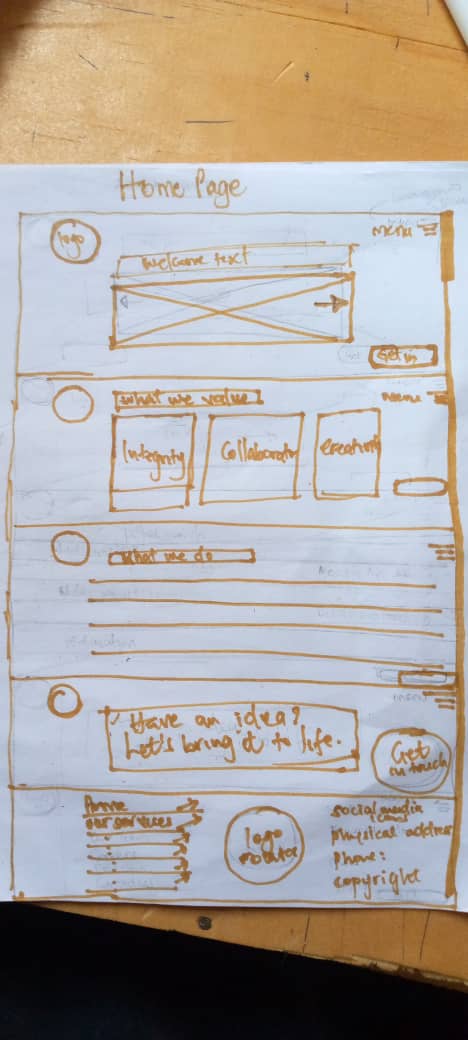 Home Page
logo
menu
Welcome text
Get in
What we value
menu
Integrity
Collaborate
creativity
What we do
menu
Have an idea?
Let's bring it to life.
Get
in touch
Home
our services
logo
social media
physical address
phone:
copyright